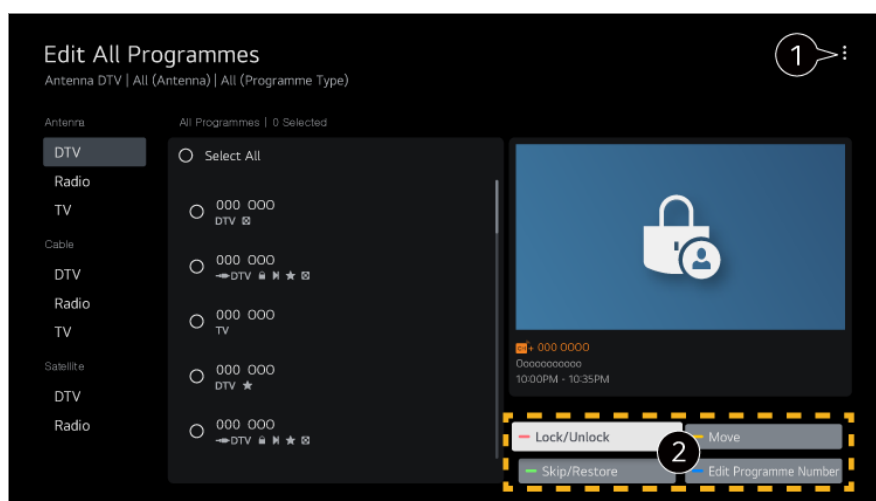 Edit All Programmes
Antenna DTV | All (Antenna) | All (Programme Type)
1
Antenna
DTV
Radio
TV
Cable
DTV
Radio
TV
Satellite
DTV
Radio
All Programmes | 0 Selected
Select All
000 000
DTV
000 000
DTV
000 000
TV
000 000
DTV
000 000
DTV
CH+ 000 0000
Ooooooooooo
10:00PM - 10:35PM
Lock/Unlock
Move
2
Skip/Restore
Edit Programme Number